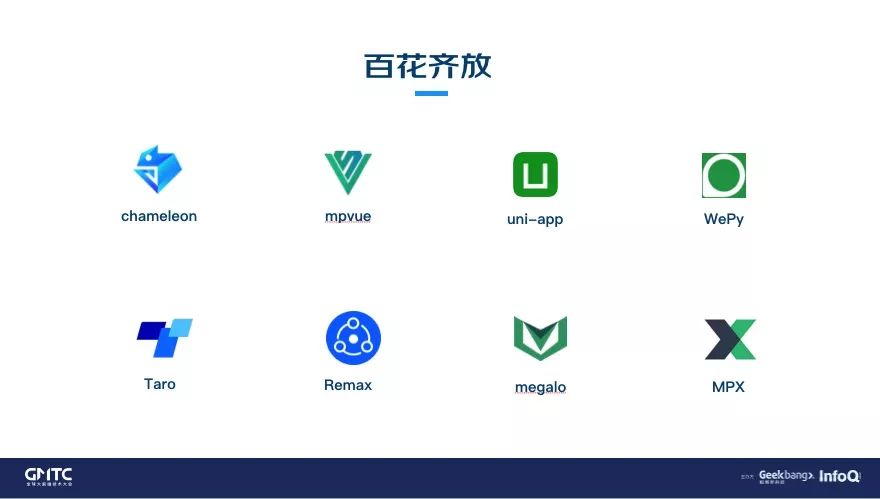 百花齐放
chameleon
mpvue
uni-app
WePy
Taro
Remax
megalo
MPX
GMTC
全球大前端技术大会
主办方
Geekbang>.
极客邦科技
InfoQ